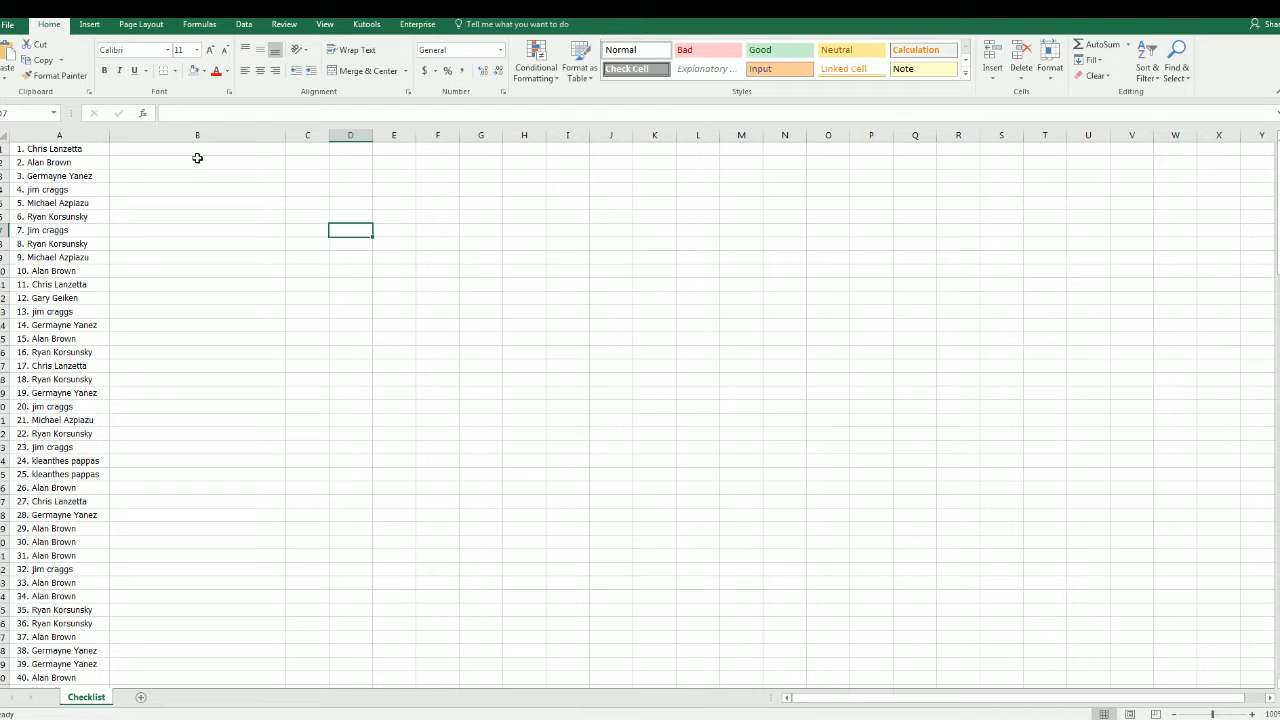 File Home Insert Page Layout Formulas Data Review View Kutools Enterprise Tell me what you want to do
Cut Calibri 11 Wrap Text General Normal Bad Good Neutral Calculation AutoSum
Copy Fill
Format Painter B I U Merge & Center $ % Check Cell Explanatory ... Input Linked Cell Note Clear
Conditional Formatting Format as Table Insert Delete Format Sort & Filter Find & Select
Clipboard Font Alignment Number Styles Cells Editing
fx
A B C D E F G H I J K L M N O P Q R S T U V W X Y
1. Chris Lanzetta
2. Alan Brown
3. Germayne Yanez
4. jim craggs
5. Michael Azpiazu
6. Ryan Korsunsky
7. jim craggs
8. Ryan Korsunsky
9. Michael Azpiazu
10. Alan Brown
11. Chris Lanzetta
12. Gary Geiken
13. jim craggs
14. Germayne Yanez
15. Alan Brown
16. Ryan Korsunsky
17. Chris Lanzetta
18. Ryan Korsunsky
19. Germayne Yanez
20. jim craggs
21. Michael Azpiazu
22. Ryan Korsunsky
23. jim craggs
24. kleanthes pappas
25. kleanthes pappas
26. Alan Brown
27. Chris Lanzetta
28. Germayne Yanez
29. Alan Brown
30. Alan Brown
31. Alan Brown
32. jim craggs
33. Alan Brown
34. Alan Brown
35. Ryan Korsunsky
36. Ryan Korsunsky
37. Alan Brown
38. Germayne Yanez
39. Germayne Yanez
40. Alan Brown
Checklist